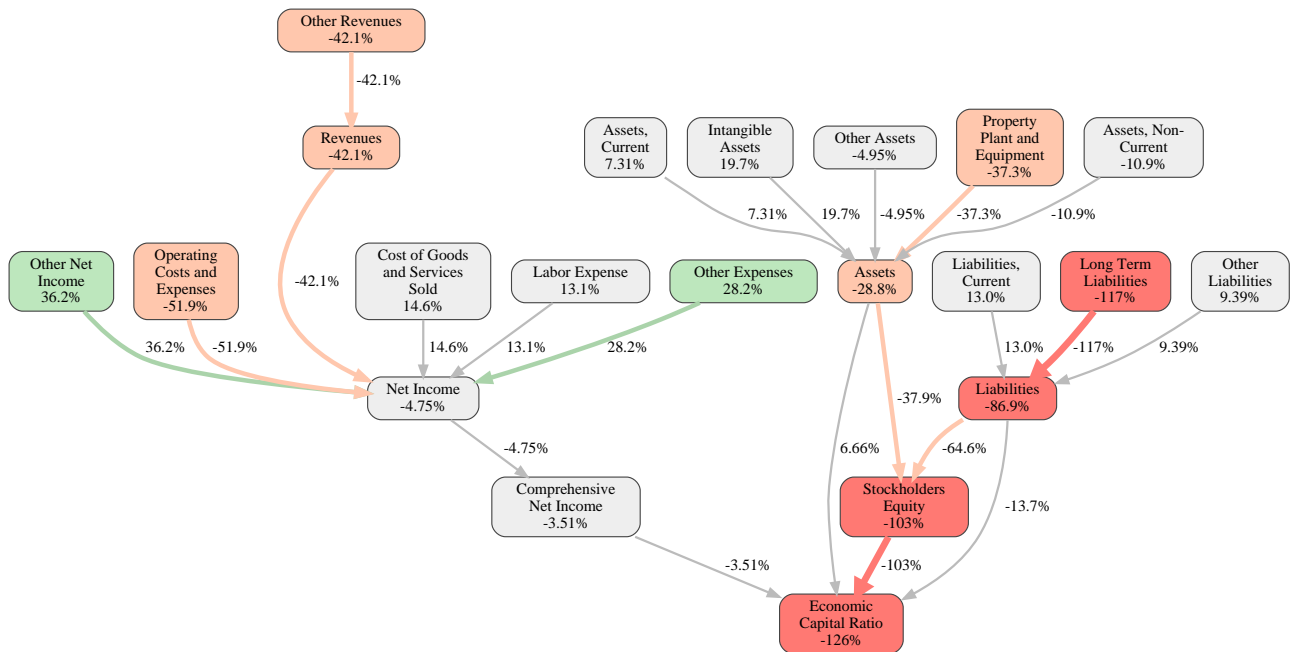 Other Revenues
-42.1%
-42.1%
Revenues
-42.1%
Assets,
Current
7.31%
Intangible
Assets
19.7%
Other Assets
-4.95%
Property
Plant and
Equipment
-37.3%
Assets, Non-
Current
-10.9%
7.31%
19.7%
-4.95%
-37.3%
-10.9%
Other Net
Income
36.2%
Operating
Costs and
Expenses
-51.9%
-42.1%
Cost of Goods
and Services
Sold
14.6%
Labor Expense
13.1%
Other Expenses
28.2%
Assets
-28.8%
Liabilities,
Current
13.0%
Long Term
Liabilities
-117%
Other
Liabilities
9.39%
36.2%
-51.9%
14.6%
13.1%
28.2%
13.0%
-117%
9.39%
Net Income
-4.75%
-37.9%
Liabilities
-86.9%
-4.75%
6.66%
-64.6%
Comprehensive
Net Income
-3.51%
Stockholders
Equity
-103%
-13.7%
-3.51%
-103%
Economic
Capital Ratio
-126%